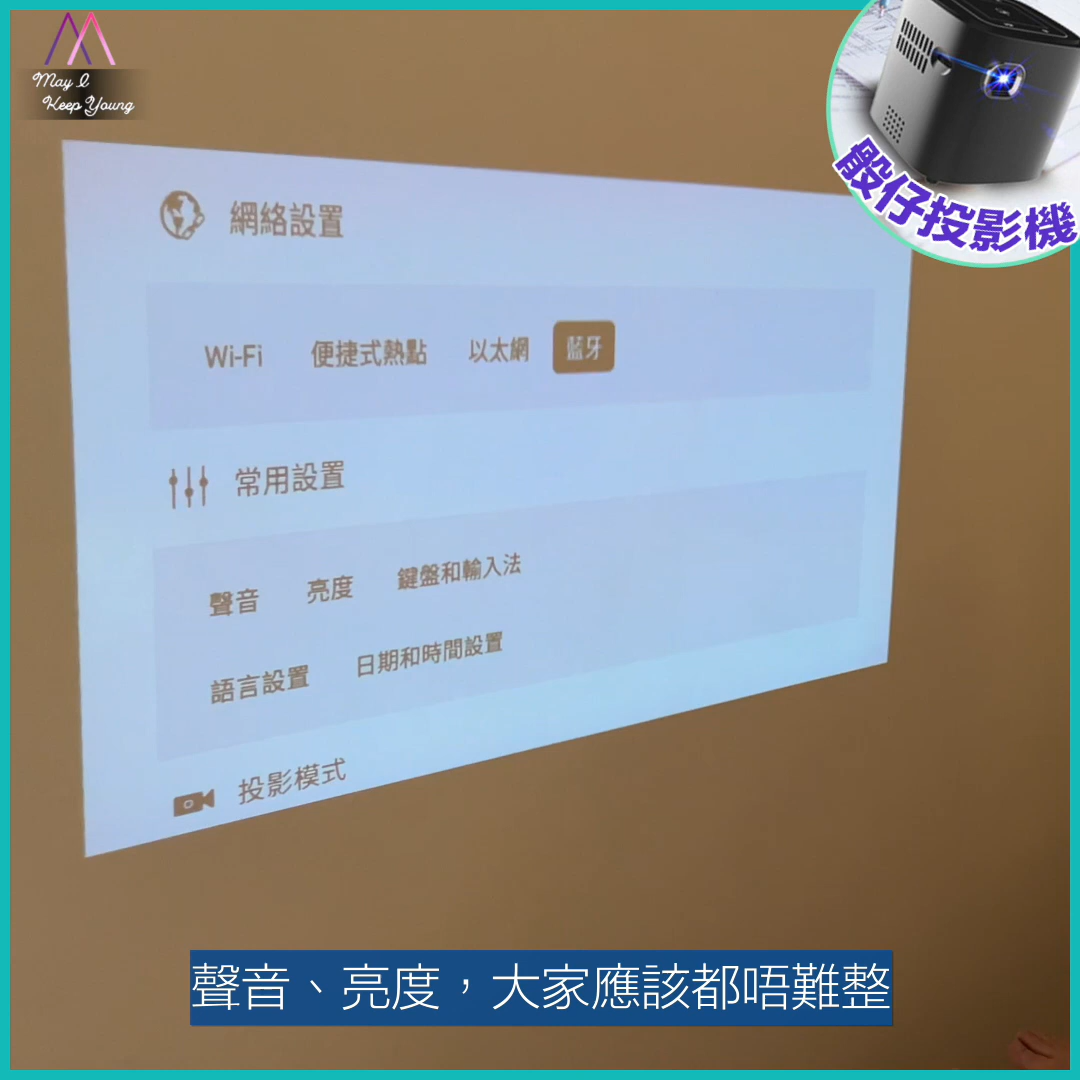 May I
Keep Young
骰仔投影機
網絡設置
Wi-Fi 便捷式熱點 以太網 藍牙
常用設置
聲音 亮度 鍵盤和輸入法
語言設置 日期和時間設置
投影模式
聲音、亮度，大家應該都唔難整